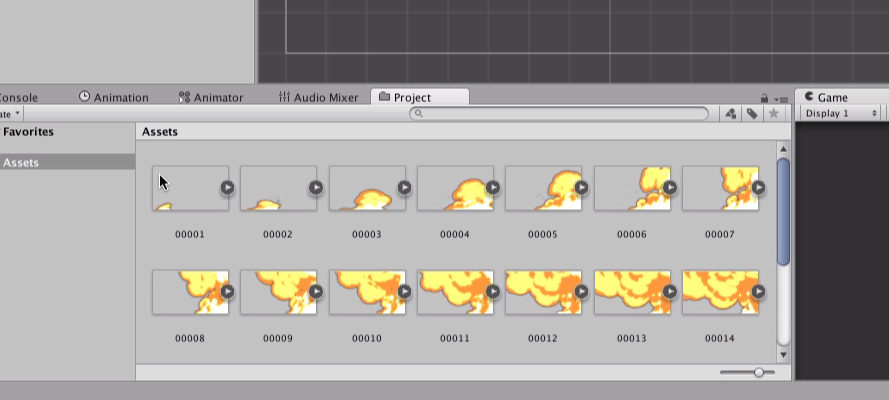 onsole Animation Animator Audio Mixer Project Game
ate Display 1
Favorites Assets
Assets
00001 00002 00003 00004 00005 00006 00007
00008 00009 00010 00011 00012 00013 00014